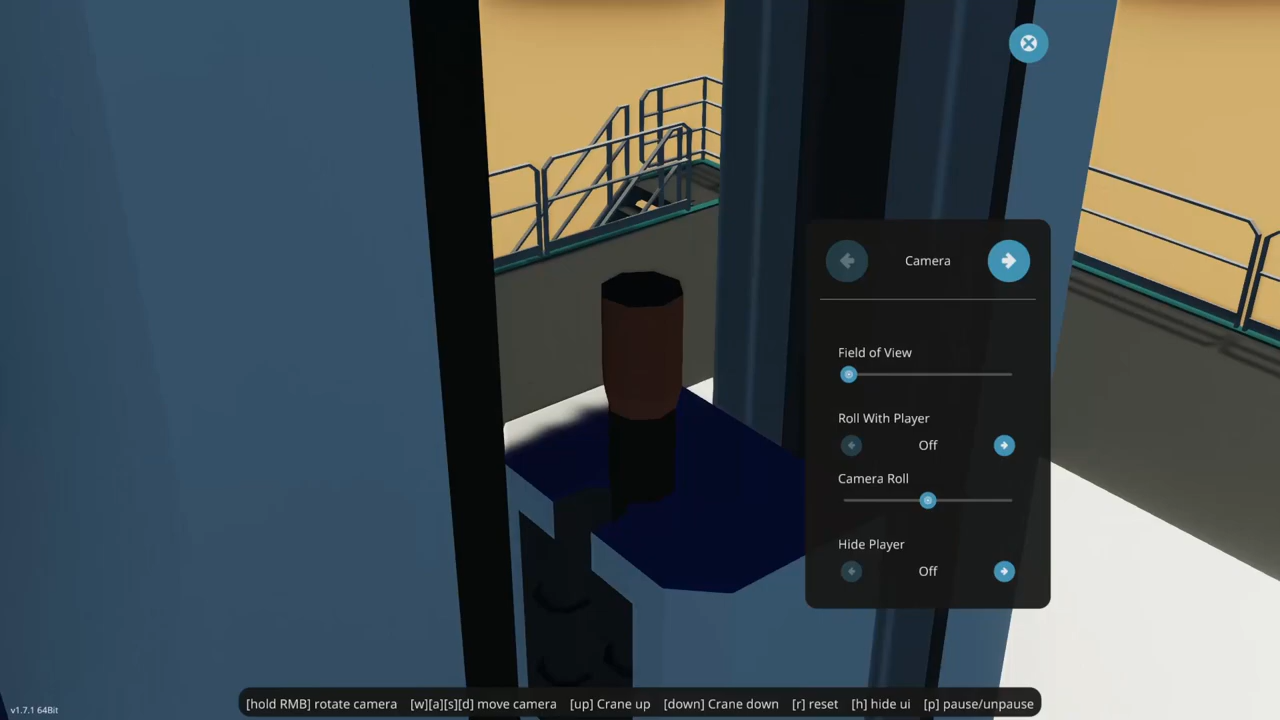 Camera
Field of View
Roll With Player
Off
Camera Roll
Hide Player
Off
[hold RMB] rotate camera [w][a][s][d] move camera [up] Crane up [down] Crane down [r] reset [h] hide ui [p] pause/unpause
v1.7.1 64Bit